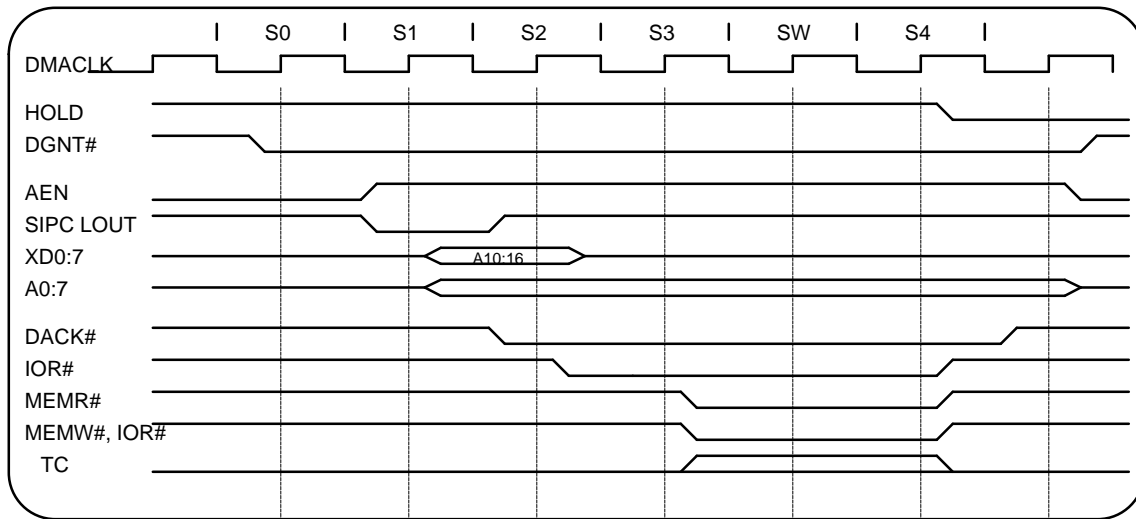 | S0 | S1 | S2 | S3 | SW | S4 |
DMACLK
HOLD
DGNT#
AEN
SIPC LOUT
XD0:7 A10:16
A0:7
DACK#
IOR#
MEMR#
MEMW#, IOR#
TC